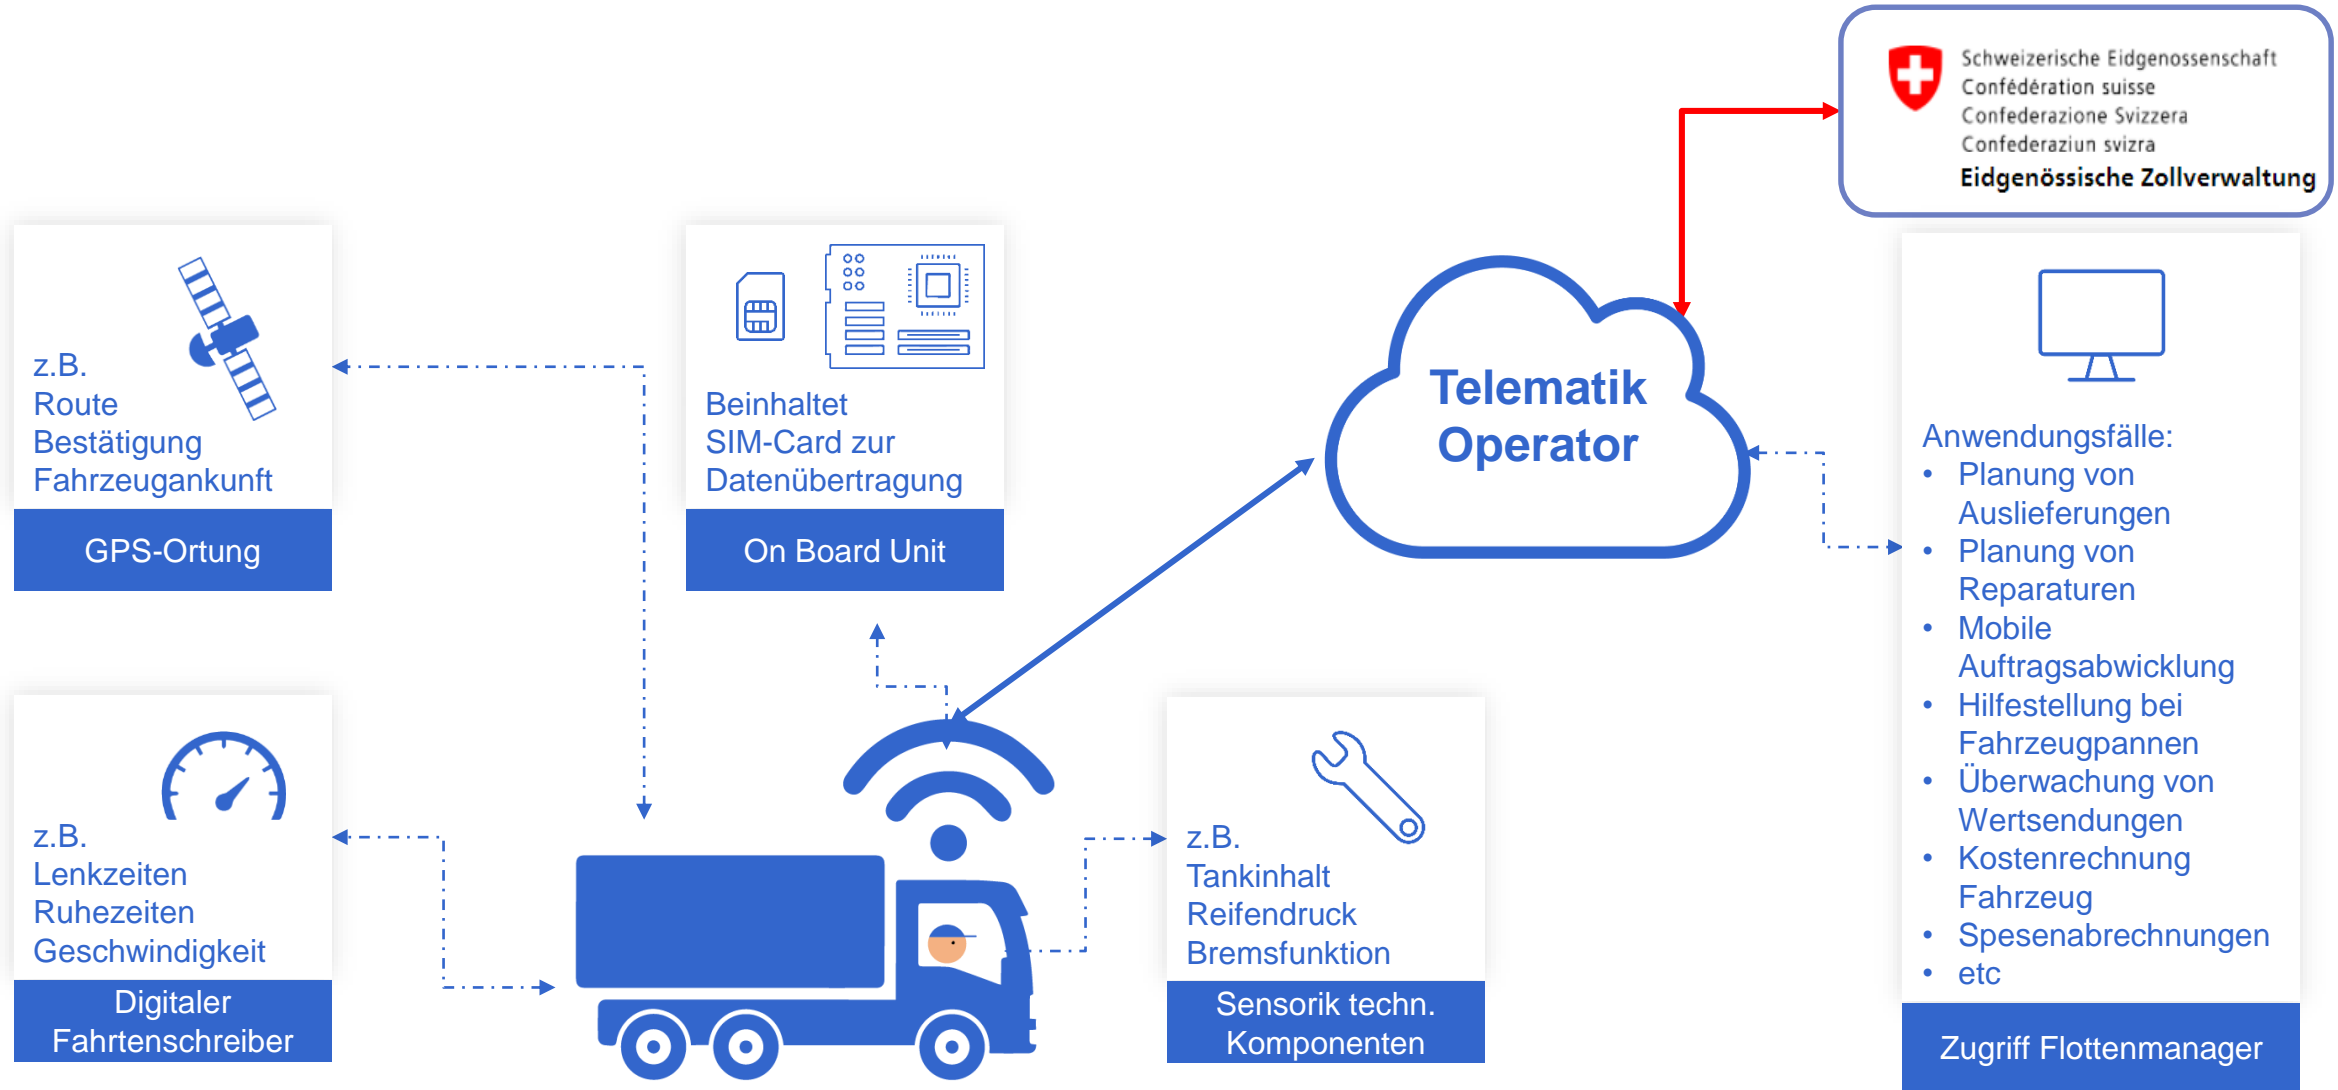 Schweizerische Eidgenossenschaft
Confédération suisse
Confederazione Svizzera
Confederaziun svizra
Eidgenössische Zollverwaltung
z.B.
Route
Bestätigung
Fahrzeugankunft
GPS-Ortung
Beinhaltet
SIM-Card zur
Datenübertragung
On Board Unit
Telematik
Operator
Anwendungsfälle:
• Planung von
Auslieferungen
• Planung von
Reparaturen
• Mobile
Auftragsabwicklung
• Hilfestellung bei
Fahrzeugpannen
• Überwachung von
Wertsendungen
• Kostenrechnung
Fahrzeug
• Spesenabrechnungen
• etc
Zugriff Flottenmanager
z.B.
Lenkzeiten
Ruhezeiten
Geschwindigkeit
Digitaler
Fahrtenschreiber
z.B.
Tankinhalt
Reifendruck
Bremsfunktion
Sensorik techn.
Komponenten